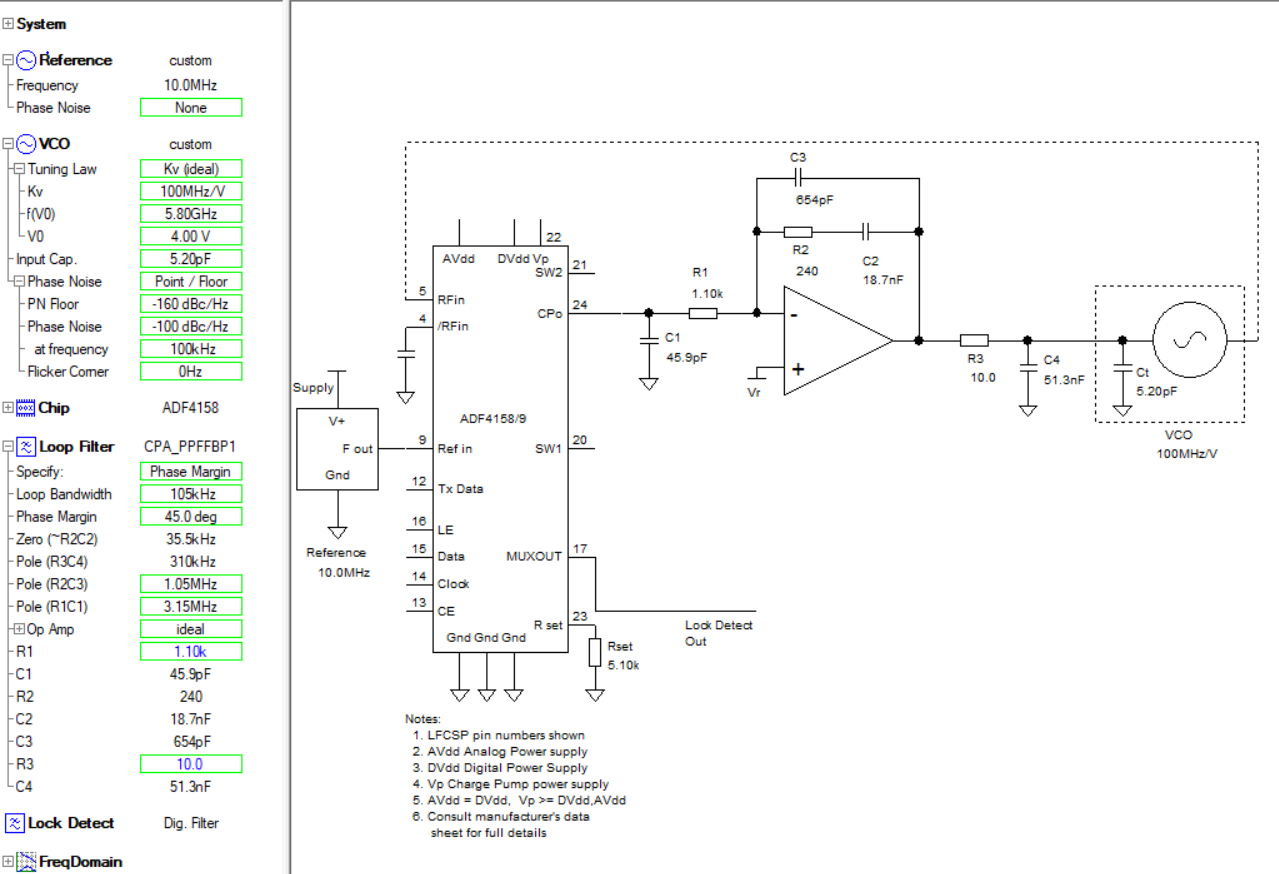 System
Reference custom
Frequency 10.0MHz
Phase Noise None
VCO custom
Tuning Law Kv (ideal)
Kv 100MHz/V
f(V0) 5.80GHz
V0 4.00 V
Input Cap. 5.20pF
Phase Noise Point / Floor
PN Floor -160 dBc/Hz
Phase Noise -100 dBc/Hz
at frequency 100kHz
Flicker Corner 0Hz
Chip ADF4158
Loop Filter CPA_PPFFBP1
Specify: Phase Margin
Loop Bandwidth 105kHz
Phase Margin 45.0 deg
Zero (~R2C2) 35.5kHz
Pole (R3C4) 310kHz
Pole (R2C3) 1.05MHz
Pole (R1C1) 3.15MHz
Op Amp ideal
R1 1.10k
C1 45.9pF
R2 240
C2 18.7nF
C3 654pF
R3 10.0
C4 51.3nF
Lock Detect Dig. Filter
FreqDomain
C3
654pF
R2
240
C2
18.7nF
R1
1.10k
C1
45.9pF
-
+
Vr
R3
10.0
C4
51.3nF
Ct
5.20pF
VCO
100MHz/V
22
AVdd DVdd Vp
SW2 21
5 RFin
CPo 24
4 /RFin
ADF4158/9
9 Ref in
SW1 20
12 Tx Data
16 LE
15 Data
MUXOUT 17
14 Clock
13 CE
R set 23
Gnd Gnd Gnd
Supply
V+
F out
Gnd
Reference
10.0MHz
Lock Detect
Out
Rset
5.10k
Notes:
1. LFCSP pin numbers shown
2. AVdd Analog Power supply
3. DVdd Digital Power Supply
4. Vp Charge Pump power supply
5. AVdd = DVdd, Vp >= DVdd,AVdd
6. Consult manufacturer's data
sheet for full details